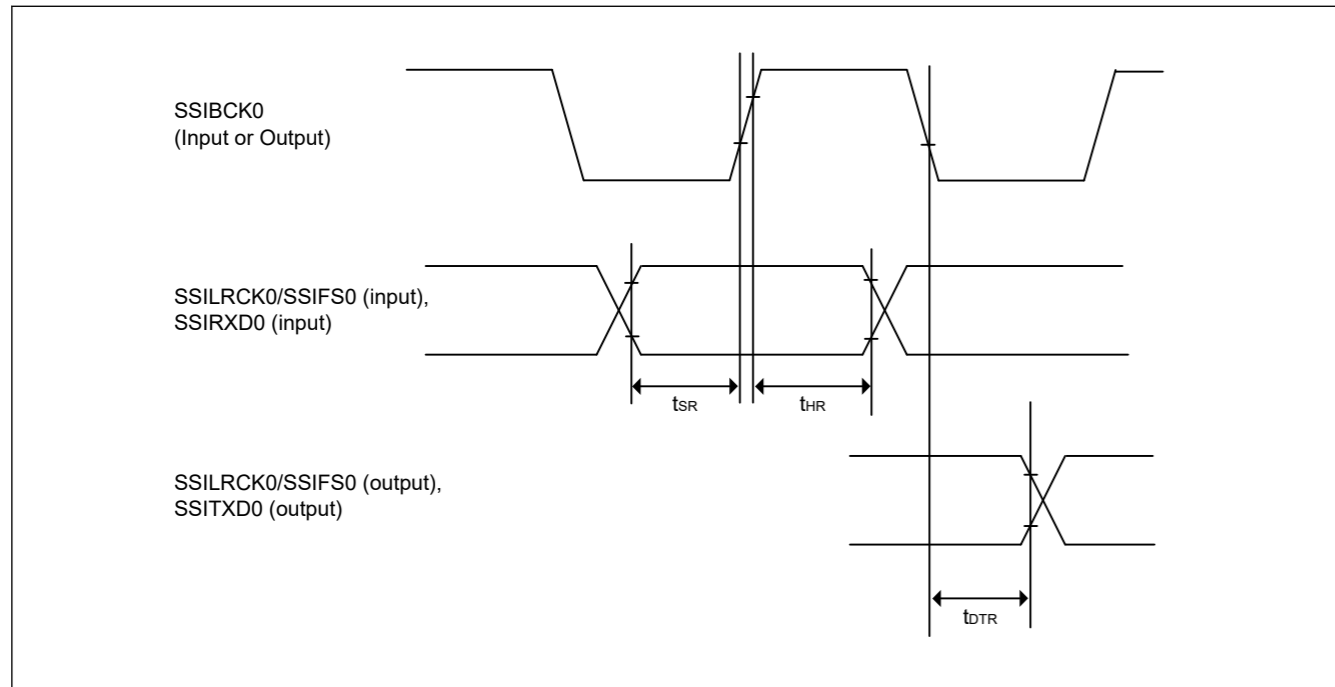 SSIBCK0
(Input or Output)
SSILRCK0/SSIFS0 (input),
SSIRXD0 (input)
tSR
tHR
SSILRCK0/SSIFS0 (output),
SSITXD0 (output)
tDTR